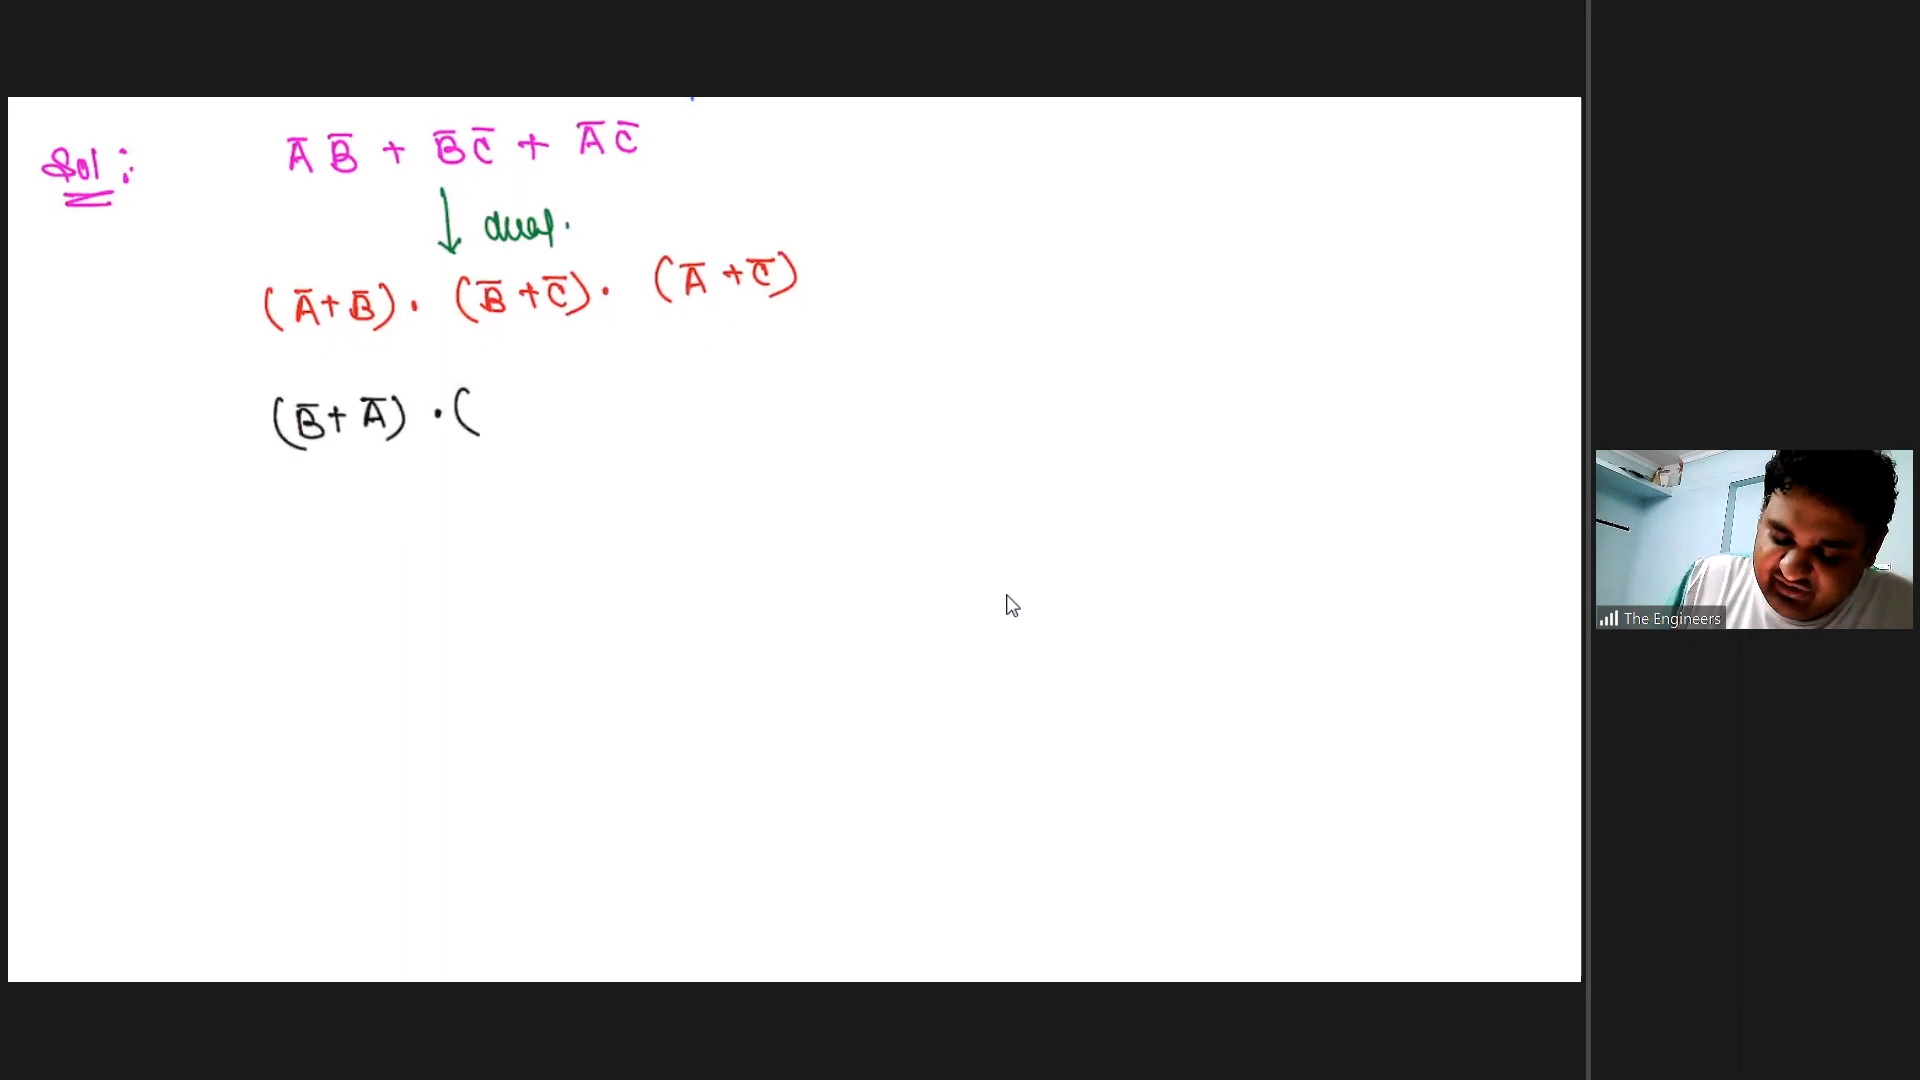 Sol :
A̅ B̅ + B̅ C̅ + A̅ C̅
↓ dual.
(A̅ + B̅) . (B̅ + C̅) . (A̅ + C̅)
(B̅ + A̅) . (
The Engineers